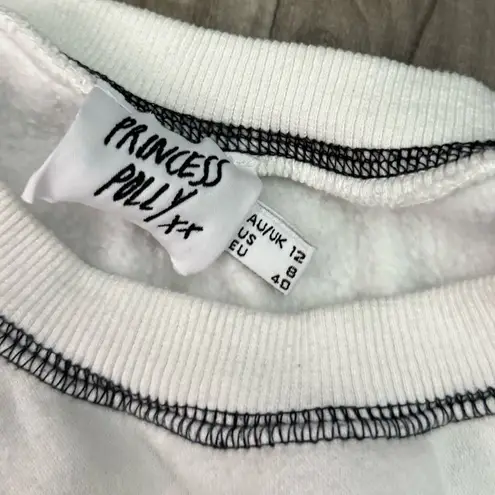 PRINCESS
POLLY xx
AU/UK 12
US 8
EU 40